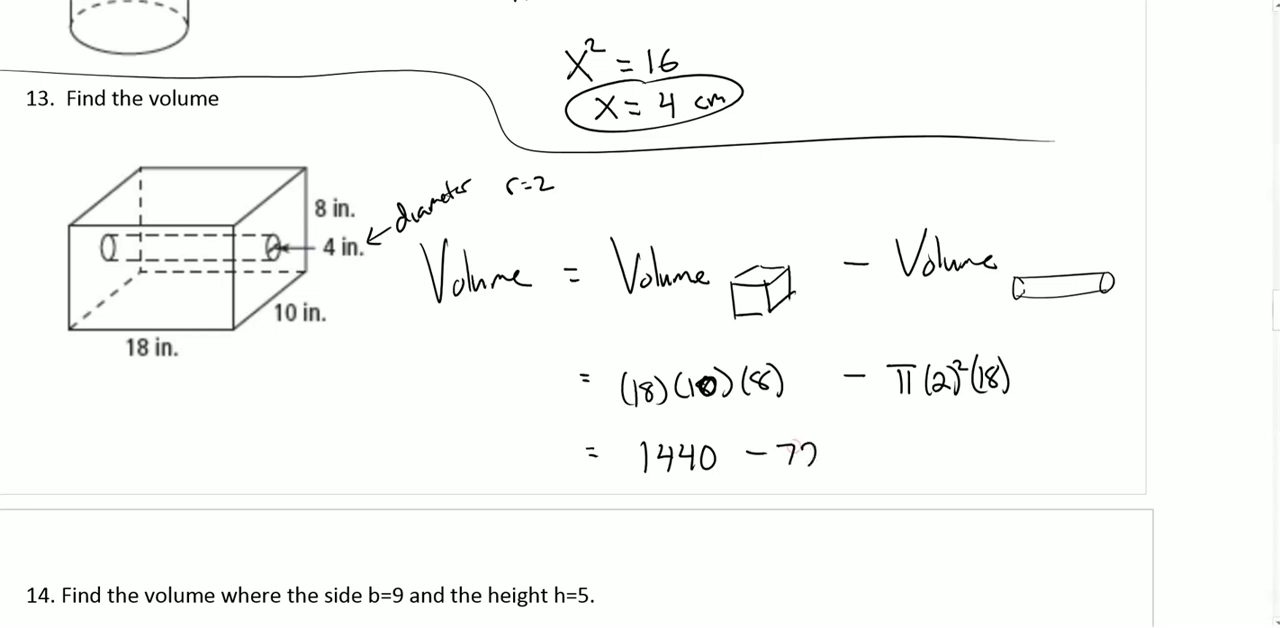 x² = 16
x = 4 cm
13. Find the volume
8 in.
4 in.
diameter r=2
10 in.
18 in.
Volume = Volume - Volume
= (18)(10)(8) - π(2)²(18)
= 1440 - 72
14. Find the volume where the side b=9 and the height h=5.